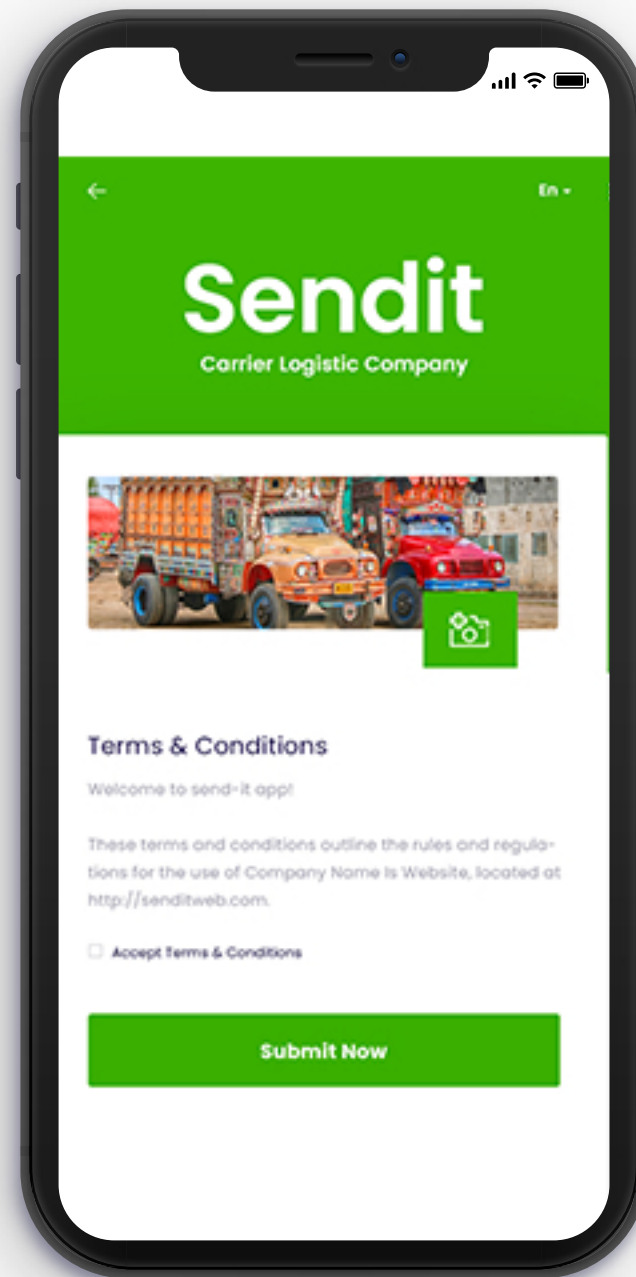 En
Sendit
Carrier Logistic Company
Terms & Conditions
Welcome to send-it app!
These terms and conditions outline the rules and regula-
tions for the use of Company Name Is Website, located at
http://senditweb.com.
Accept Terms & Conditions
Submit Now